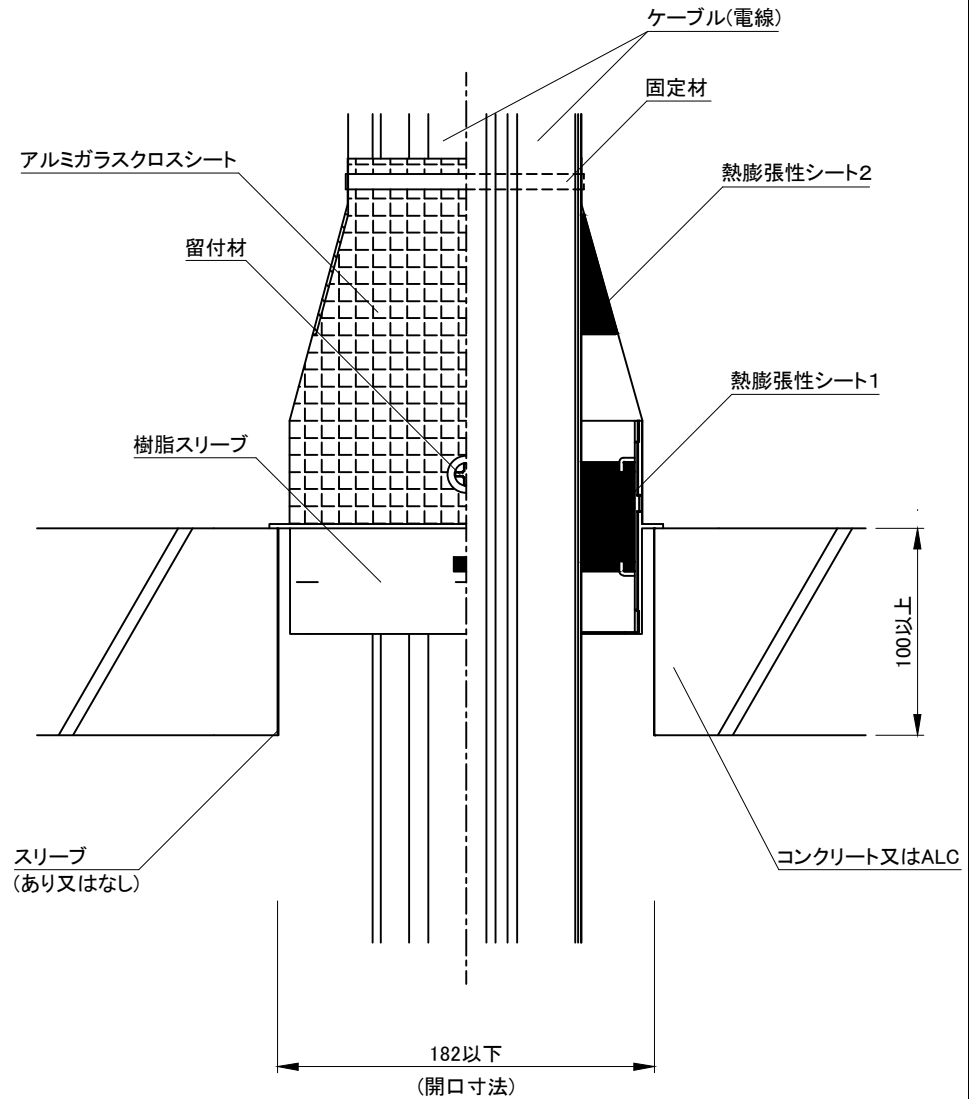 ケーブル(電線)
固定材
アルミガラスクロスシート
熱膨張性シート2
留付材
熱膨張性シート1
樹脂スリーブ
100以上
スリーブ
(あり又はなし)
コンクリート又はALC
182以下
(開口寸法)